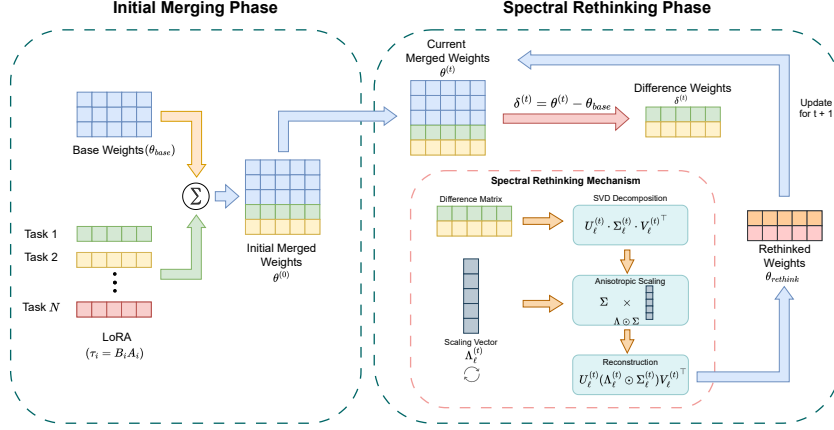 Initial Merging Phase
Base Weights(θ_base)
Σ
Task 1
Task 2
Task N
LoRA
(τ_i = B_i A_i)
Initial Merged
Weights
θ^(0)
Spectral Rethinking Phase
Current
Merged Weights
θ^(t)
δ^(t) = θ^(t) − θ_base
Difference Weights
δ^(t)
Update
for t + 1
Spectral Rethinking Mechanism
Difference Matrix
SVD Decomposition
U_ℓ^(t) · Σ_ℓ^(t) · V_ℓ^(t)⊤
Scaling Vector
Λ_ℓ^(t)
Anisotropic Scaling
Σ ×
Λ ⊙ Σ
Reconstruction
U_ℓ^(t)(Λ_ℓ^(t) ⊙ Σ_ℓ^(t))V_ℓ^(t)⊤
Rethinked
Weights
θ_rethink